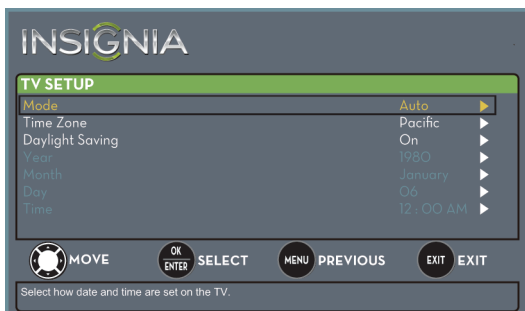 INSIGNIA
TV SETUP
Mode Auto
Time Zone Pacific
Daylight Saving On
Year 1980
Month January
Day 06
Time 12 : 00 AM
MOVE OK ENTER SELECT MENU PREVIOUS EXIT EXIT
Select how date and time are set on the TV.